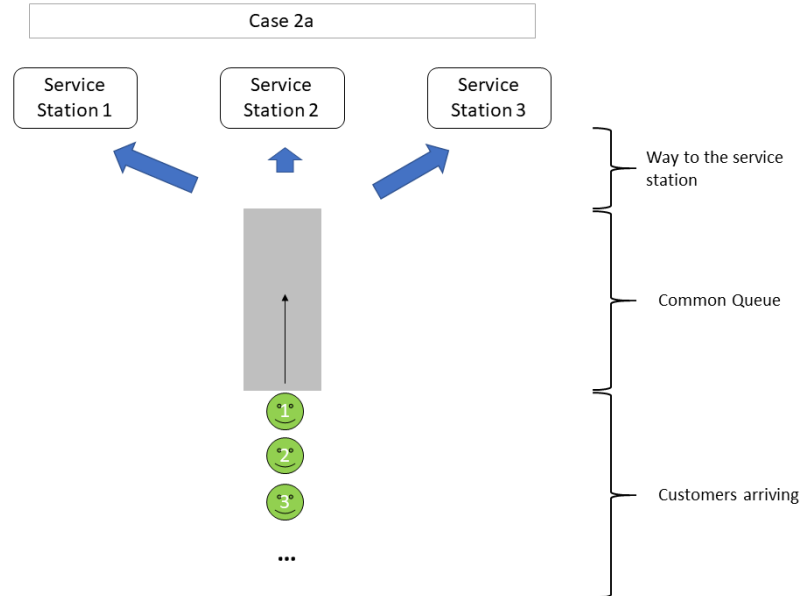 Case 2a
Service
Station 1
Service
Station 2
Service
Station 3
Way to the service
station
Common Queue
1
2
3
Customers arriving
...